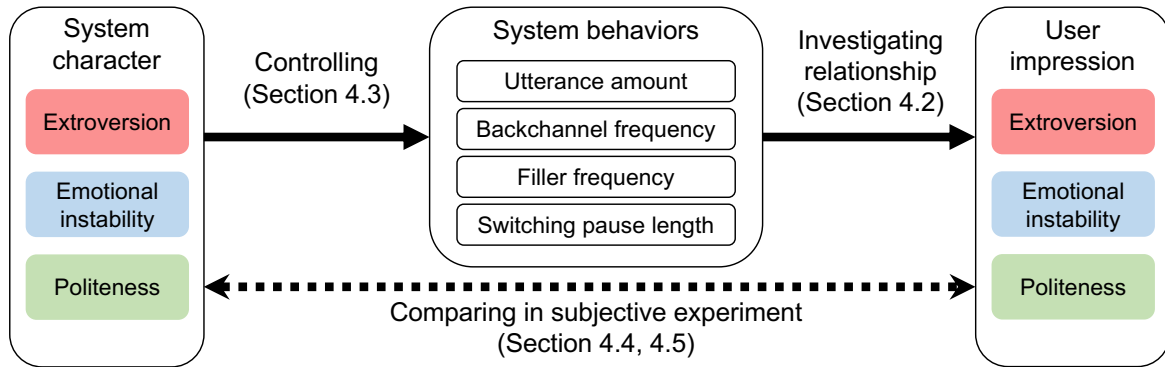 System
character
Extroversion
Emotional
instability
Politeness
Controlling
(Section 4.3)
System behaviors
Utterance amount
Backchannel frequency
Filler frequency
Switching pause length
Investigating
relationship
(Section 4.2)
User
impression
Extroversion
Emotional
instability
Politeness
Comparing in subjective experiment
(Section 4.4, 4.5)